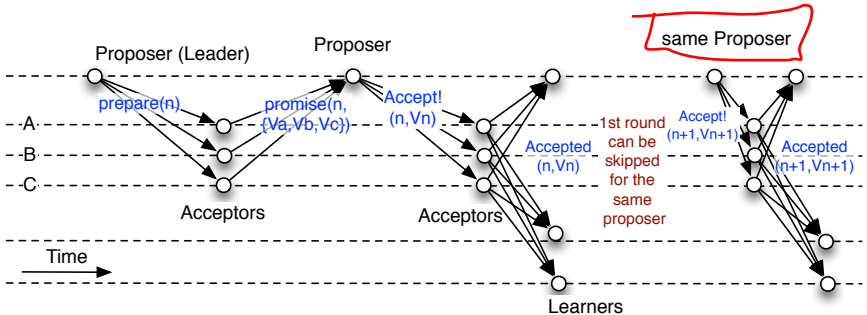 Proposer (Leader)
Proposer
same Proposer
prepare(n)
promise(n,
{Va,Vb,Vc})
Accept!
(n,Vn)
A
B
C
Acceptors
Acceptors
Accepted
(n,Vn)
1st round
can be
skipped
for the
same
proposer
Accept!
(n+1,Vn+1)
Accepted
(n+1,Vn+1)
Time
Learners